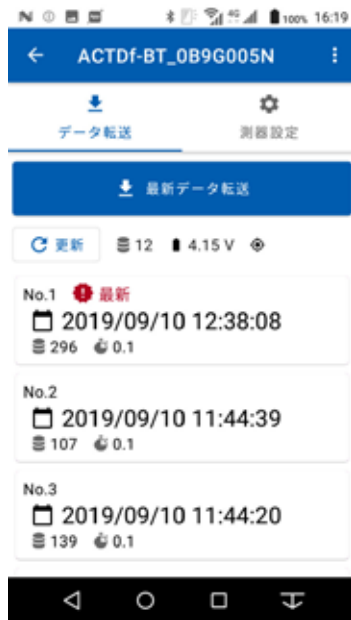 100% 16:19
ACTDf-BT_0B9G005N
データ転送 測器設定
最新データ転送
更新 12 4.15 V
No.1 最新
2019/09/10 12:38:08
296 0.1
No.2
2019/09/10 11:44:39
107 0.1
No.3
2019/09/10 11:44:20
139 0.1